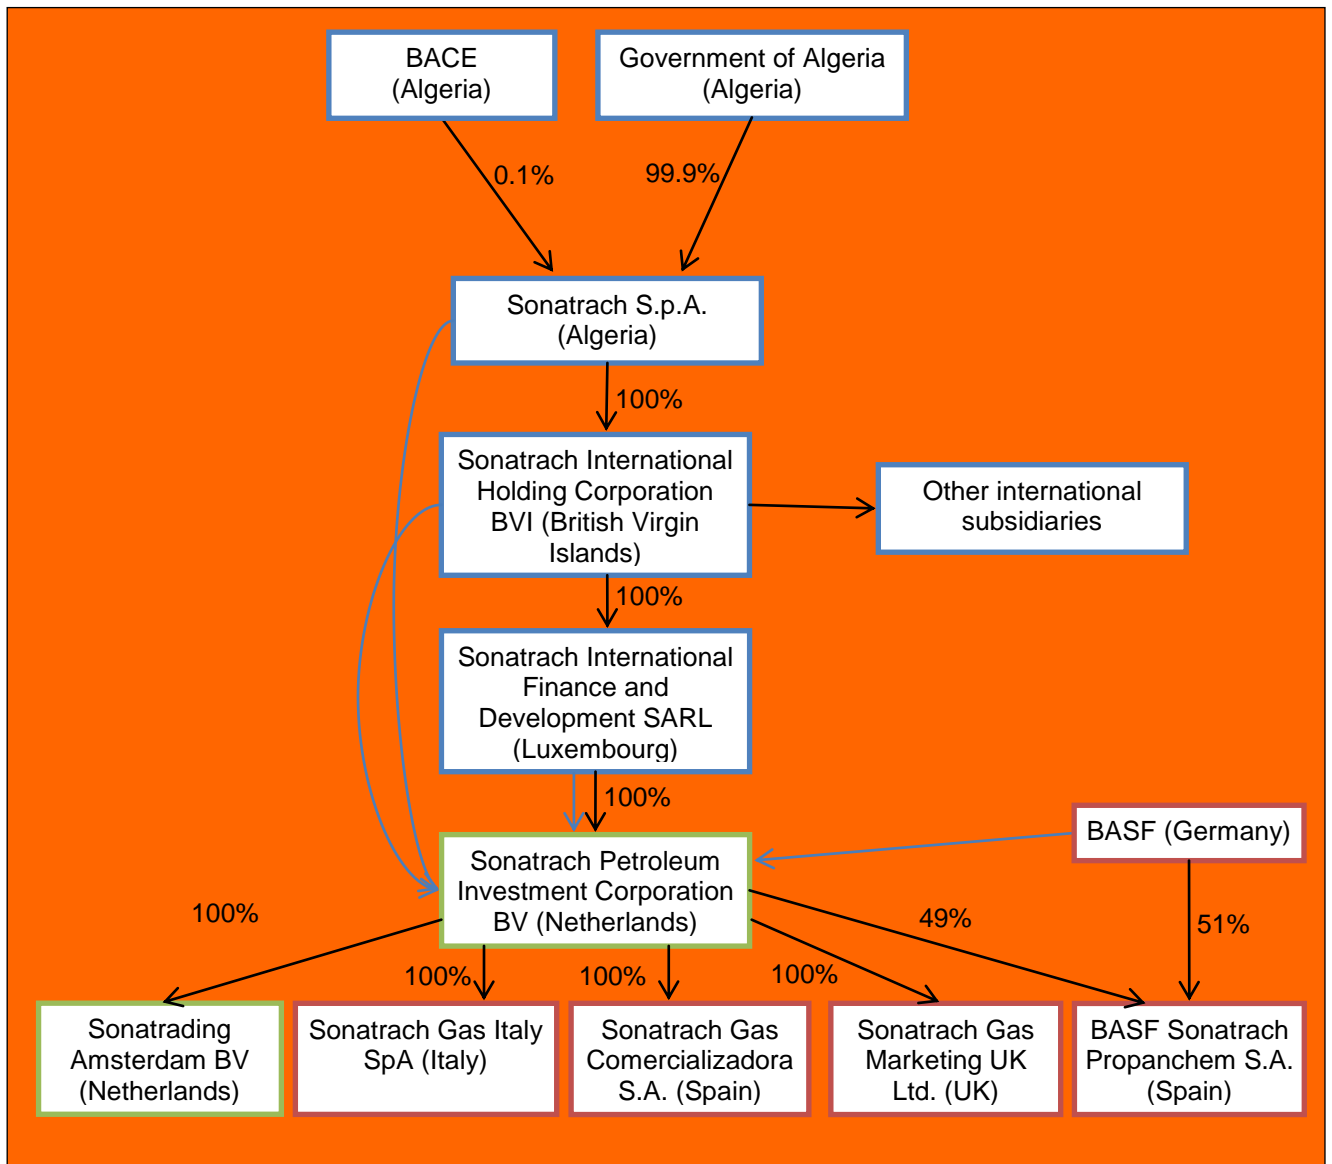 BACE
(Algeria)
Government of Algeria
(Algeria)
0.1%
99.9%
Sonatrach S.p.A.
(Algeria)
100%
Sonatrach International
Holding Corporation
BVI (British Virgin
Islands)
Other international
subsidiaries
100%
Sonatrach International
Finance and
Development SARL
(Luxembourg)
100%
BASF (Germany)
Sonatrach Petroleum
Investment Corporation
BV (Netherlands)
100%
49%
51%
100%
100%
100%
Sonatrading
Amsterdam BV
(Netherlands)
Sonatrach Gas Italy
SpA (Italy)
Sonatrach Gas
Comercializadora
S.A. (Spain)
Sonatrach Gas
Marketing UK
Ltd. (UK)
BASF Sonatrach
Propanchem S.A.
(Spain)